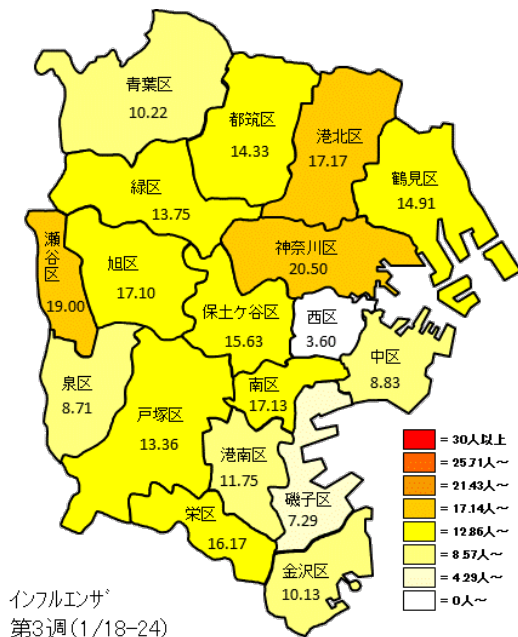 青葉区
10.22
都筑区
14.33
港北区
17.17
鶴見区
14.91
緑区
13.75
瀬谷区
19.00
旭区
17.10
神奈川区
20.50
保土ケ谷区
15.63
西区
3.60
中区
8.83
泉区
8.71
戸塚区
13.36
南区
17.13
港南区
11.75
磯子区
7.29
栄区
16.17
金沢区
10.13
= 30人以上
= 25.71人～
= 21.43人～
= 17.14人～
= 12.86人～
= 8.57人～
= 4.29人～
= 0人～
インフルエンザ
第3週(1/18-24)